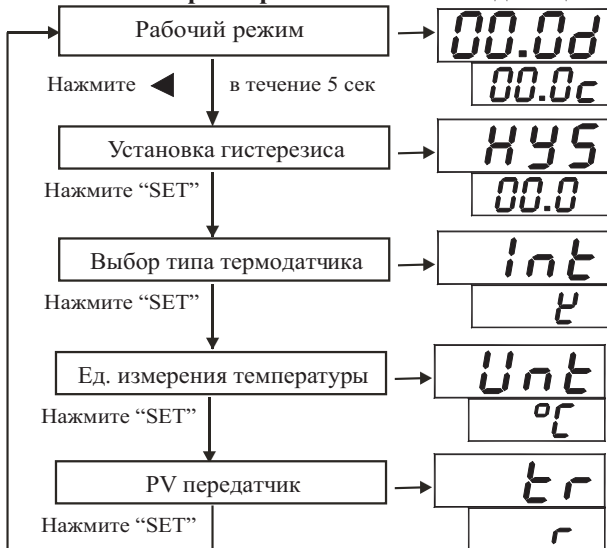 Рабочий режим
00.0d
00.0c
Нажмите ◀ в течение 5 сек
Установка гистерезиса
HYS
00.0
Нажмите “SET”
Выбор типа термодатчика
Int
Нажмите “SET”
Ед. измерения температуры
Unt
°C
Нажмите “SET”
PV передатчик
tr
r
Нажмите “SET”